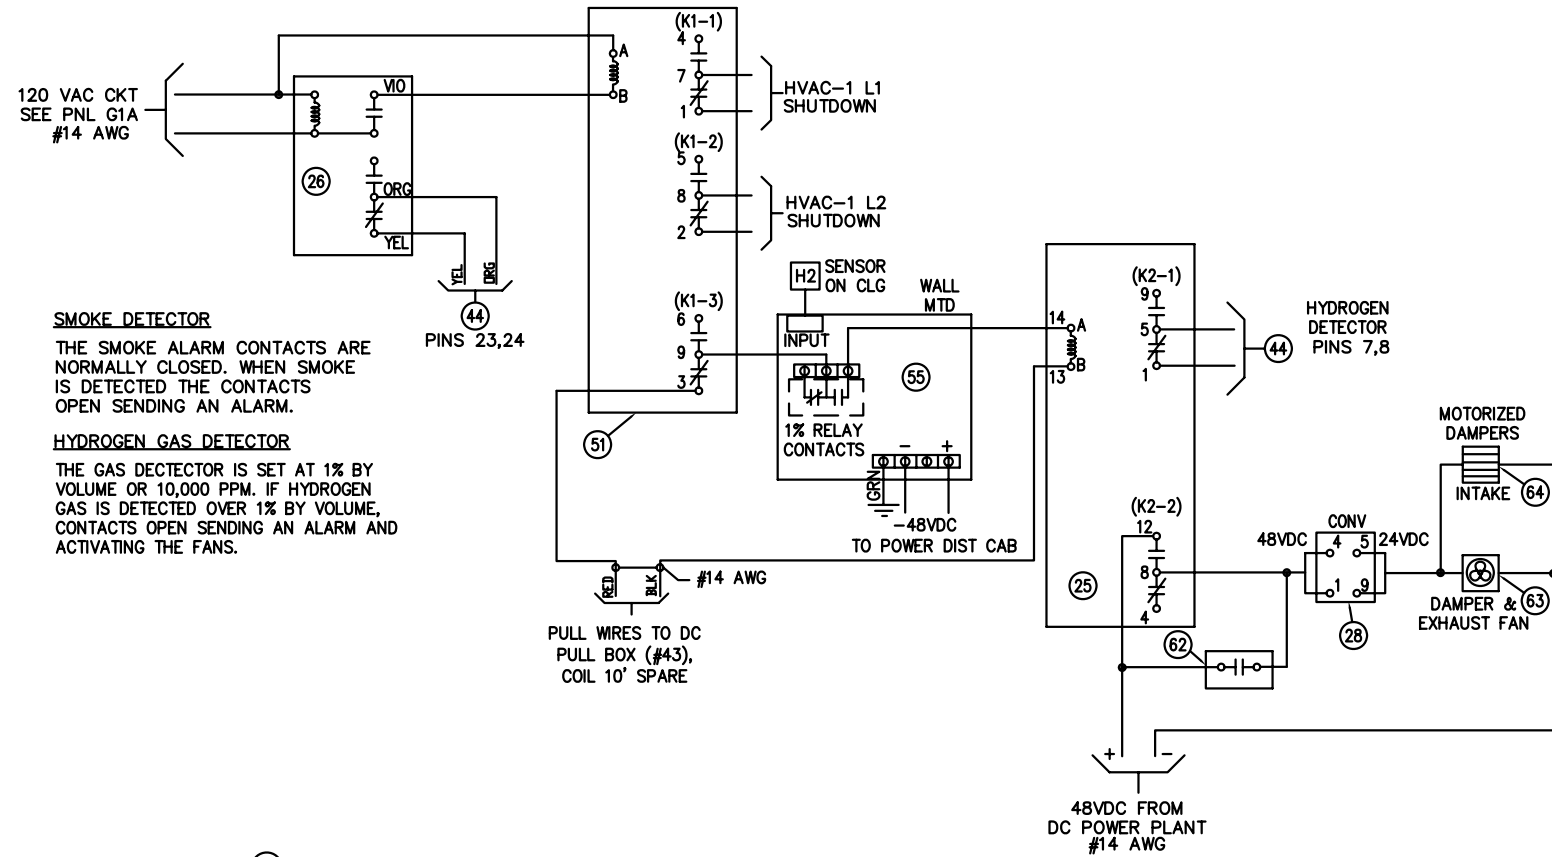 120 VAC CKT
SEE PNL G1A
#14 AWG
VIO
26
ORG
YEL
YEL
ORG
44
PINS 23,24
A
B
(K1-1)
4
7
1
HVAC-1 L1
SHUTDOWN
(K1-2)
5
8
2
HVAC-1 L2
SHUTDOWN
(K1-3)
6
9
3
51
SMOKE DETECTOR
THE SMOKE ALARM CONTACTS ARE
NORMALLY CLOSED. WHEN SMOKE
IS DETECTED THE CONTACTS
OPEN SENDING AN ALARM.
HYDROGEN GAS DETECTOR
THE GAS DECTECTOR IS SET AT 1% BY
VOLUME OR 10,000 PPM. IF HYDROGEN
GAS IS DETECTED OVER 1% BY VOLUME,
CONTACTS OPEN SENDING AN ALARM AND
ACTIVATING THE FANS.
H2
SENSOR
ON CLG
WALL
MTD
INPUT
55
1% RELAY
CONTACTS
- +
GRN
-48VDC
TO POWER DIST CAB
RED
BLK
#14 AWG
PULL WIRES TO DC
PULL BOX (#43),
COIL 10' SPARE
14
A
B
13
(K2-1)
9
5
1
44
HYDROGEN
DETECTOR
PINS 7,8
(K2-2)
12
8
4
25
62
CONV
48VDC
4 5
24VDC
1 9
28
MOTORIZED
DAMPERS
INTAKE
64
DAMPER &
EXHAUST FAN
63
+ -
48VDC FROM
DC POWER PLANT
#14 AWG